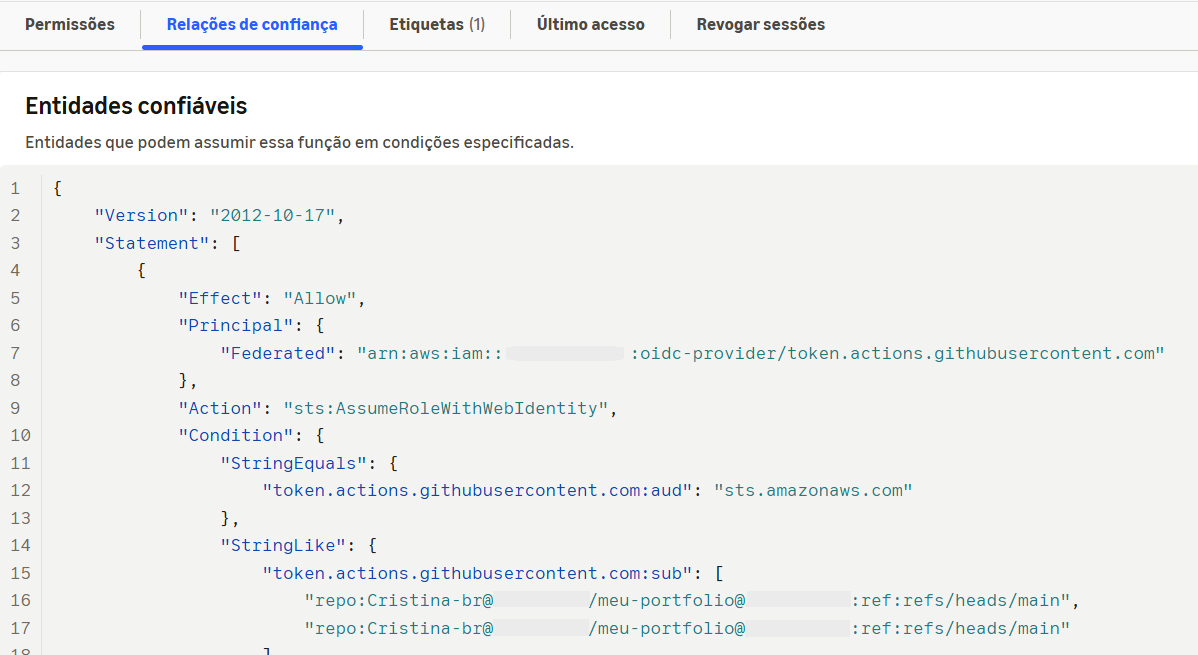 Permissões Relações de confiança Etiquetas (1) Último acesso Revogar sessões
Entidades confiáveis
Entidades que podem assumir essa função em condições especificadas.
1 {
2 "Version": "2012-10-17",
3 "Statement": [
4 {
5 "Effect": "Allow",
6 "Principal": {
7 "Federated": "arn:aws:iam:: :oidc-provider/token.actions.githubusercontent.com"
8 },
9 "Action": "sts:AssumeRoleWithWebIdentity",
10 "Condition": {
11 "StringEquals": {
12 "token.actions.githubusercontent.com:aud": "sts.amazonaws.com"
13 },
14 "StringLike": {
15 "token.actions.githubusercontent.com:sub": [
16 "repo:Cristina-br@ /meu-portfolio@ :ref:refs/heads/main",
17 "repo:Cristina-br@ /meu-portfolio@ :ref:refs/heads/main"
18 ]